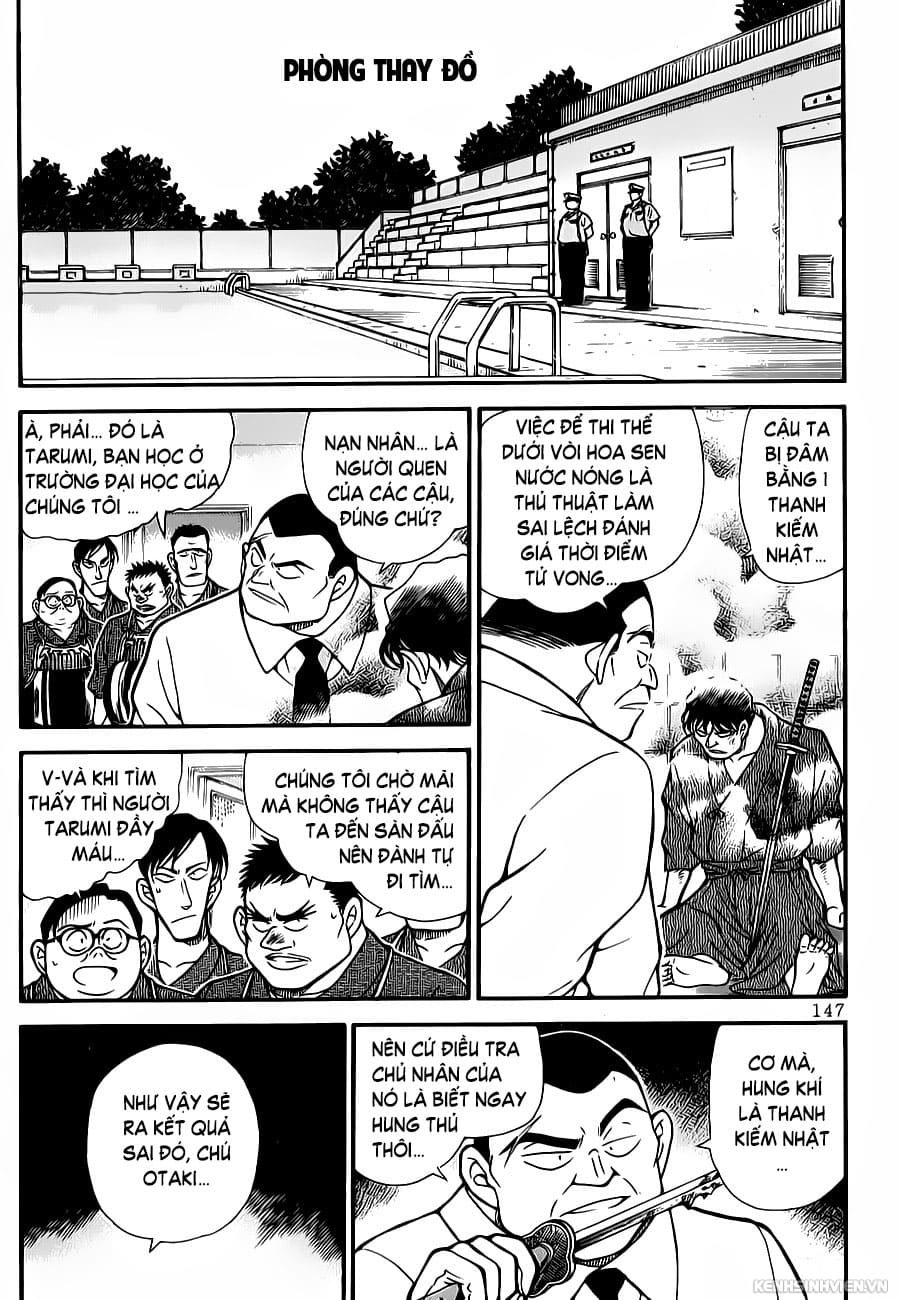 PHÒNG THAY ĐỒ
CẬU TA
BỊ ĐÂM
BẰNG 1
THANH
KIẾM
NHẬT...
VIỆC ĐỂ THI THỂ
DƯỚI VÒI HOA SEN
NƯỚC NÓNG LÀ
THỦ THUẬT LÀM
SAI LỆCH ĐÁNH
GIÁ THỜI ĐIỂM
TỬ VONG...
NẠN NHÂN... LÀ
NGƯỜI QUEN
CỦA CÁC CẬU,
ĐÚNG CHỨ?
À, PHẢI... ĐÓ LÀ
TARUMI, BẠN HỌC Ở
TRƯỜNG ĐẠI HỌC CỦA
CHÚNG TÔI ...
CHÚNG TÔI CHỜ MÃI
MÀ KHÔNG THẤY CẬU
TA ĐẾN SÀN ĐẤU
NÊN ĐÀNH TỰ
ĐI TÌM...
V-VÀ KHI TÌM
THẤY THÌ NGƯỜI
TARUMI ĐẦY
MÁU...
147
CƠ MÀ,
HUNG KHÍ
LÀ THANH
KIẾM NHẬT
...
NÊN CỨ ĐIỀU TRA
CHỦ NHÂN CỦA
NÓ LÀ BIẾT NGAY
HUNG THỦ
THÔI...
NHƯ VẬY SẼ
RA KẾT QUẢ
SAI ĐÓ, CHÚ
OTAKI...
KENHSINHVIEN.VN